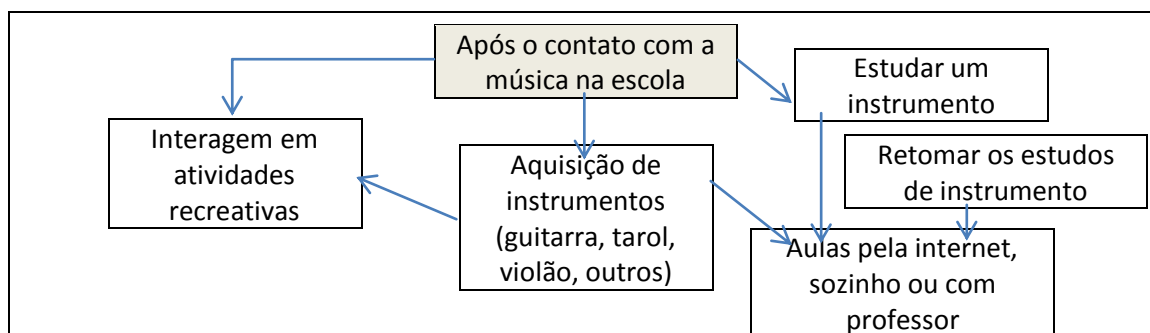 Após o contato com a
música na escola
Estudar um
instrumento
Interagem em
atividades
recreativas
Aquisição de
instrumentos
(guitarra, tarol,
violão, outros)
Retomar os estudos
de instrumento
Aulas pela internet,
sozinho ou com
professor